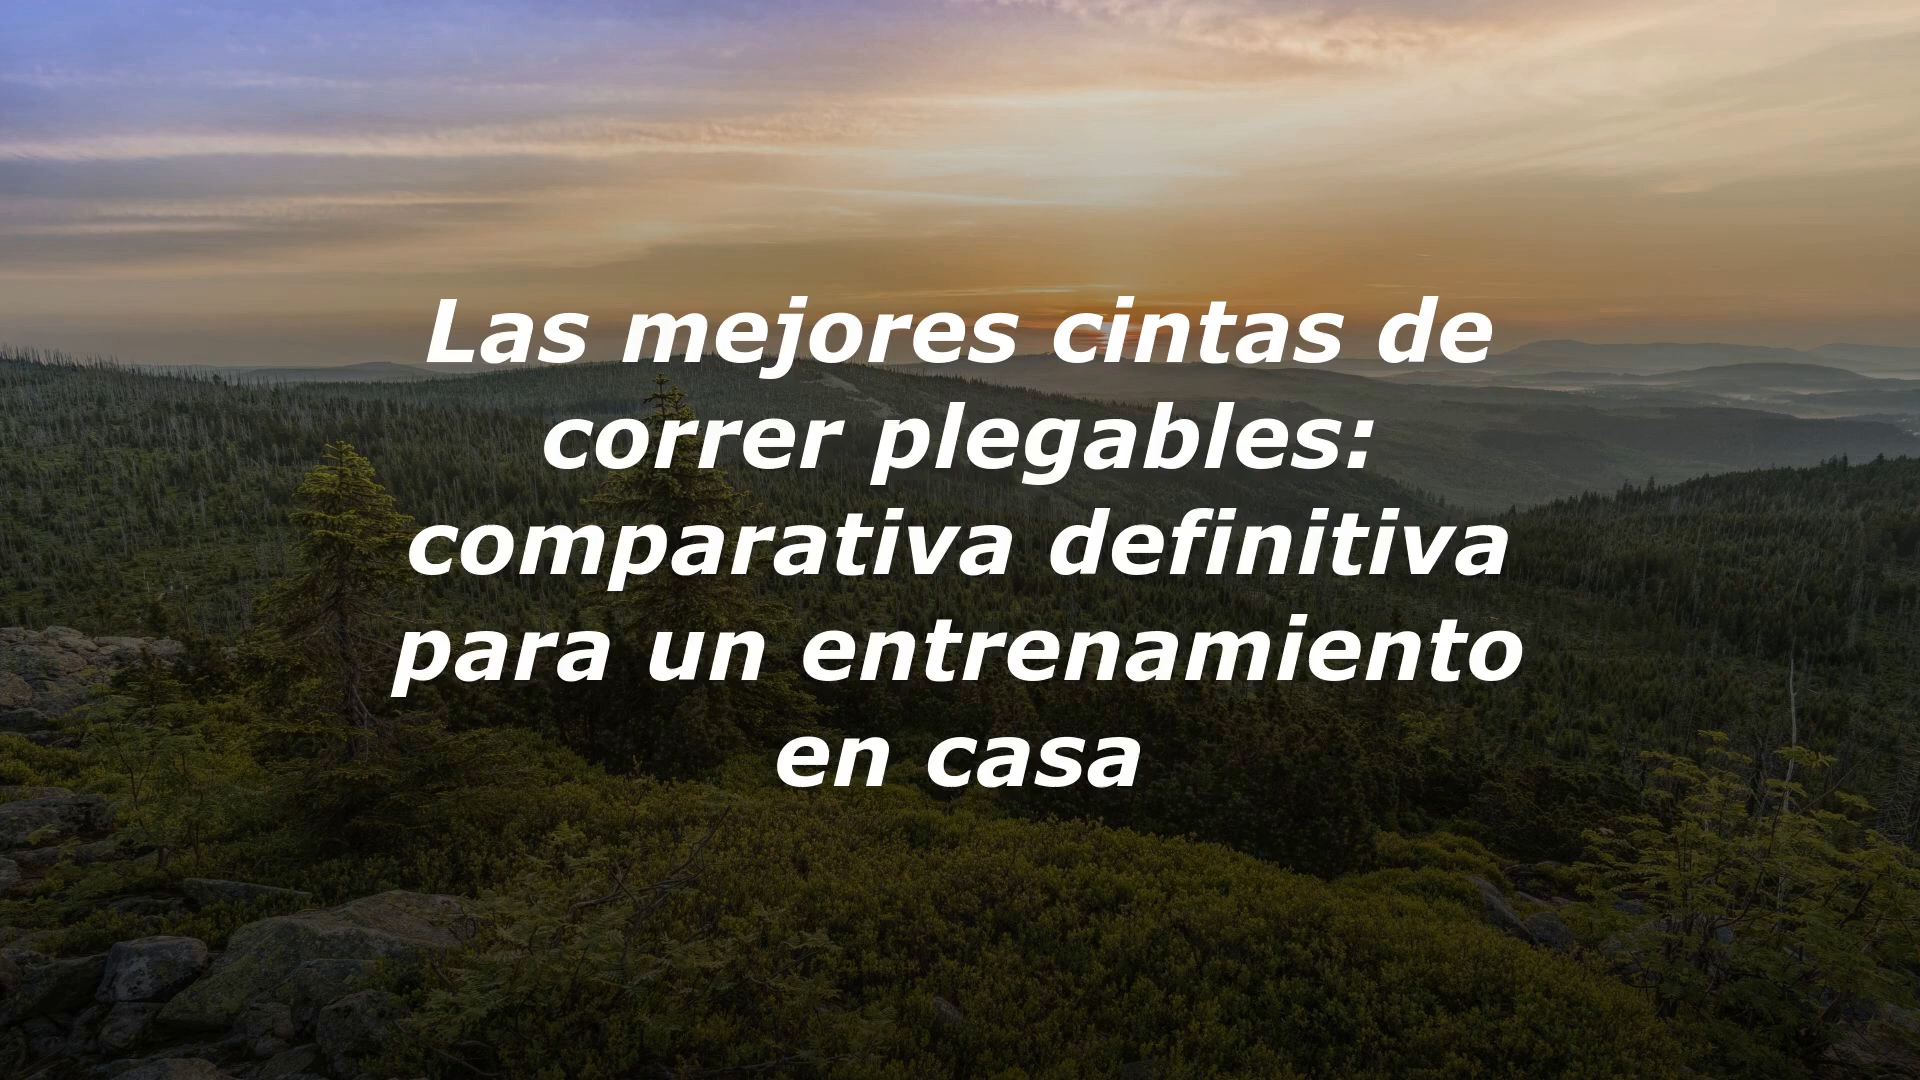 Las mejores cintas de
correr plegables:
comparativa definitiva
para un entrenamiento
en casa